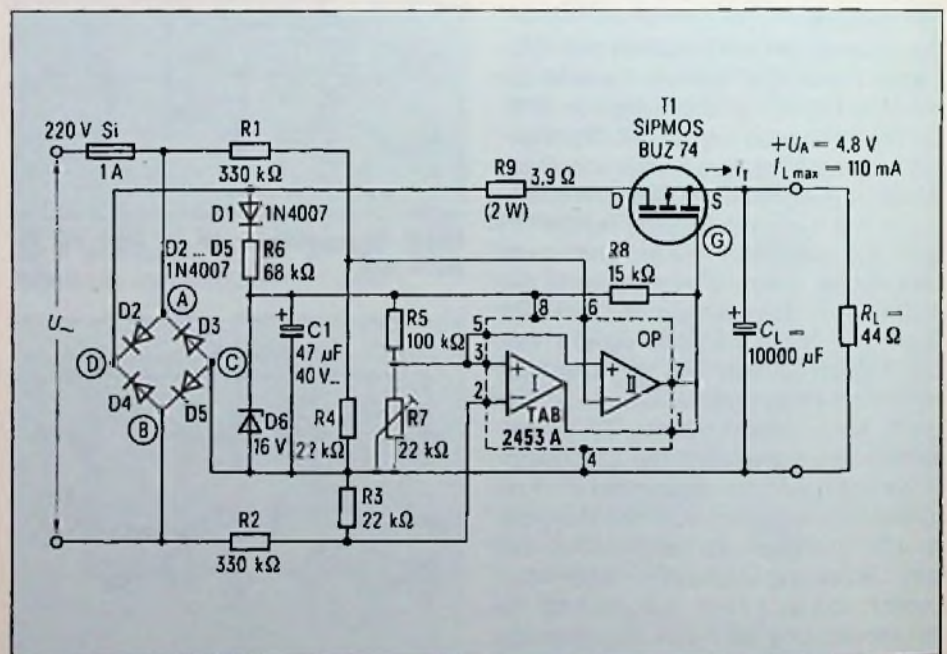 T1
SIPMOS
BUZ 74
220 V Si
1 A
R1
330 kΩ
R9
3,9 Ω
(2 W)
D
S
→ i_T
+U_A = 4.8 V
I_L max = 110 mA
G
D1
1N4007
D2 ... D5
1N4007
R6
68 kΩ
R8
15 kΩ
U~
A
D2
D3
D
C
D4
D5
B
C1
47 µF
40 V_
R5
100 kΩ
8
6
OP
5
3
2
+
I
−
+
II
−
7
1
TAB
2453 A
4
C_L =
10000 µF
R_L =
44 Ω
D6
16 V
R4
22 kΩ
R7
22 kΩ
R3
22 kΩ
R2
330 kΩ